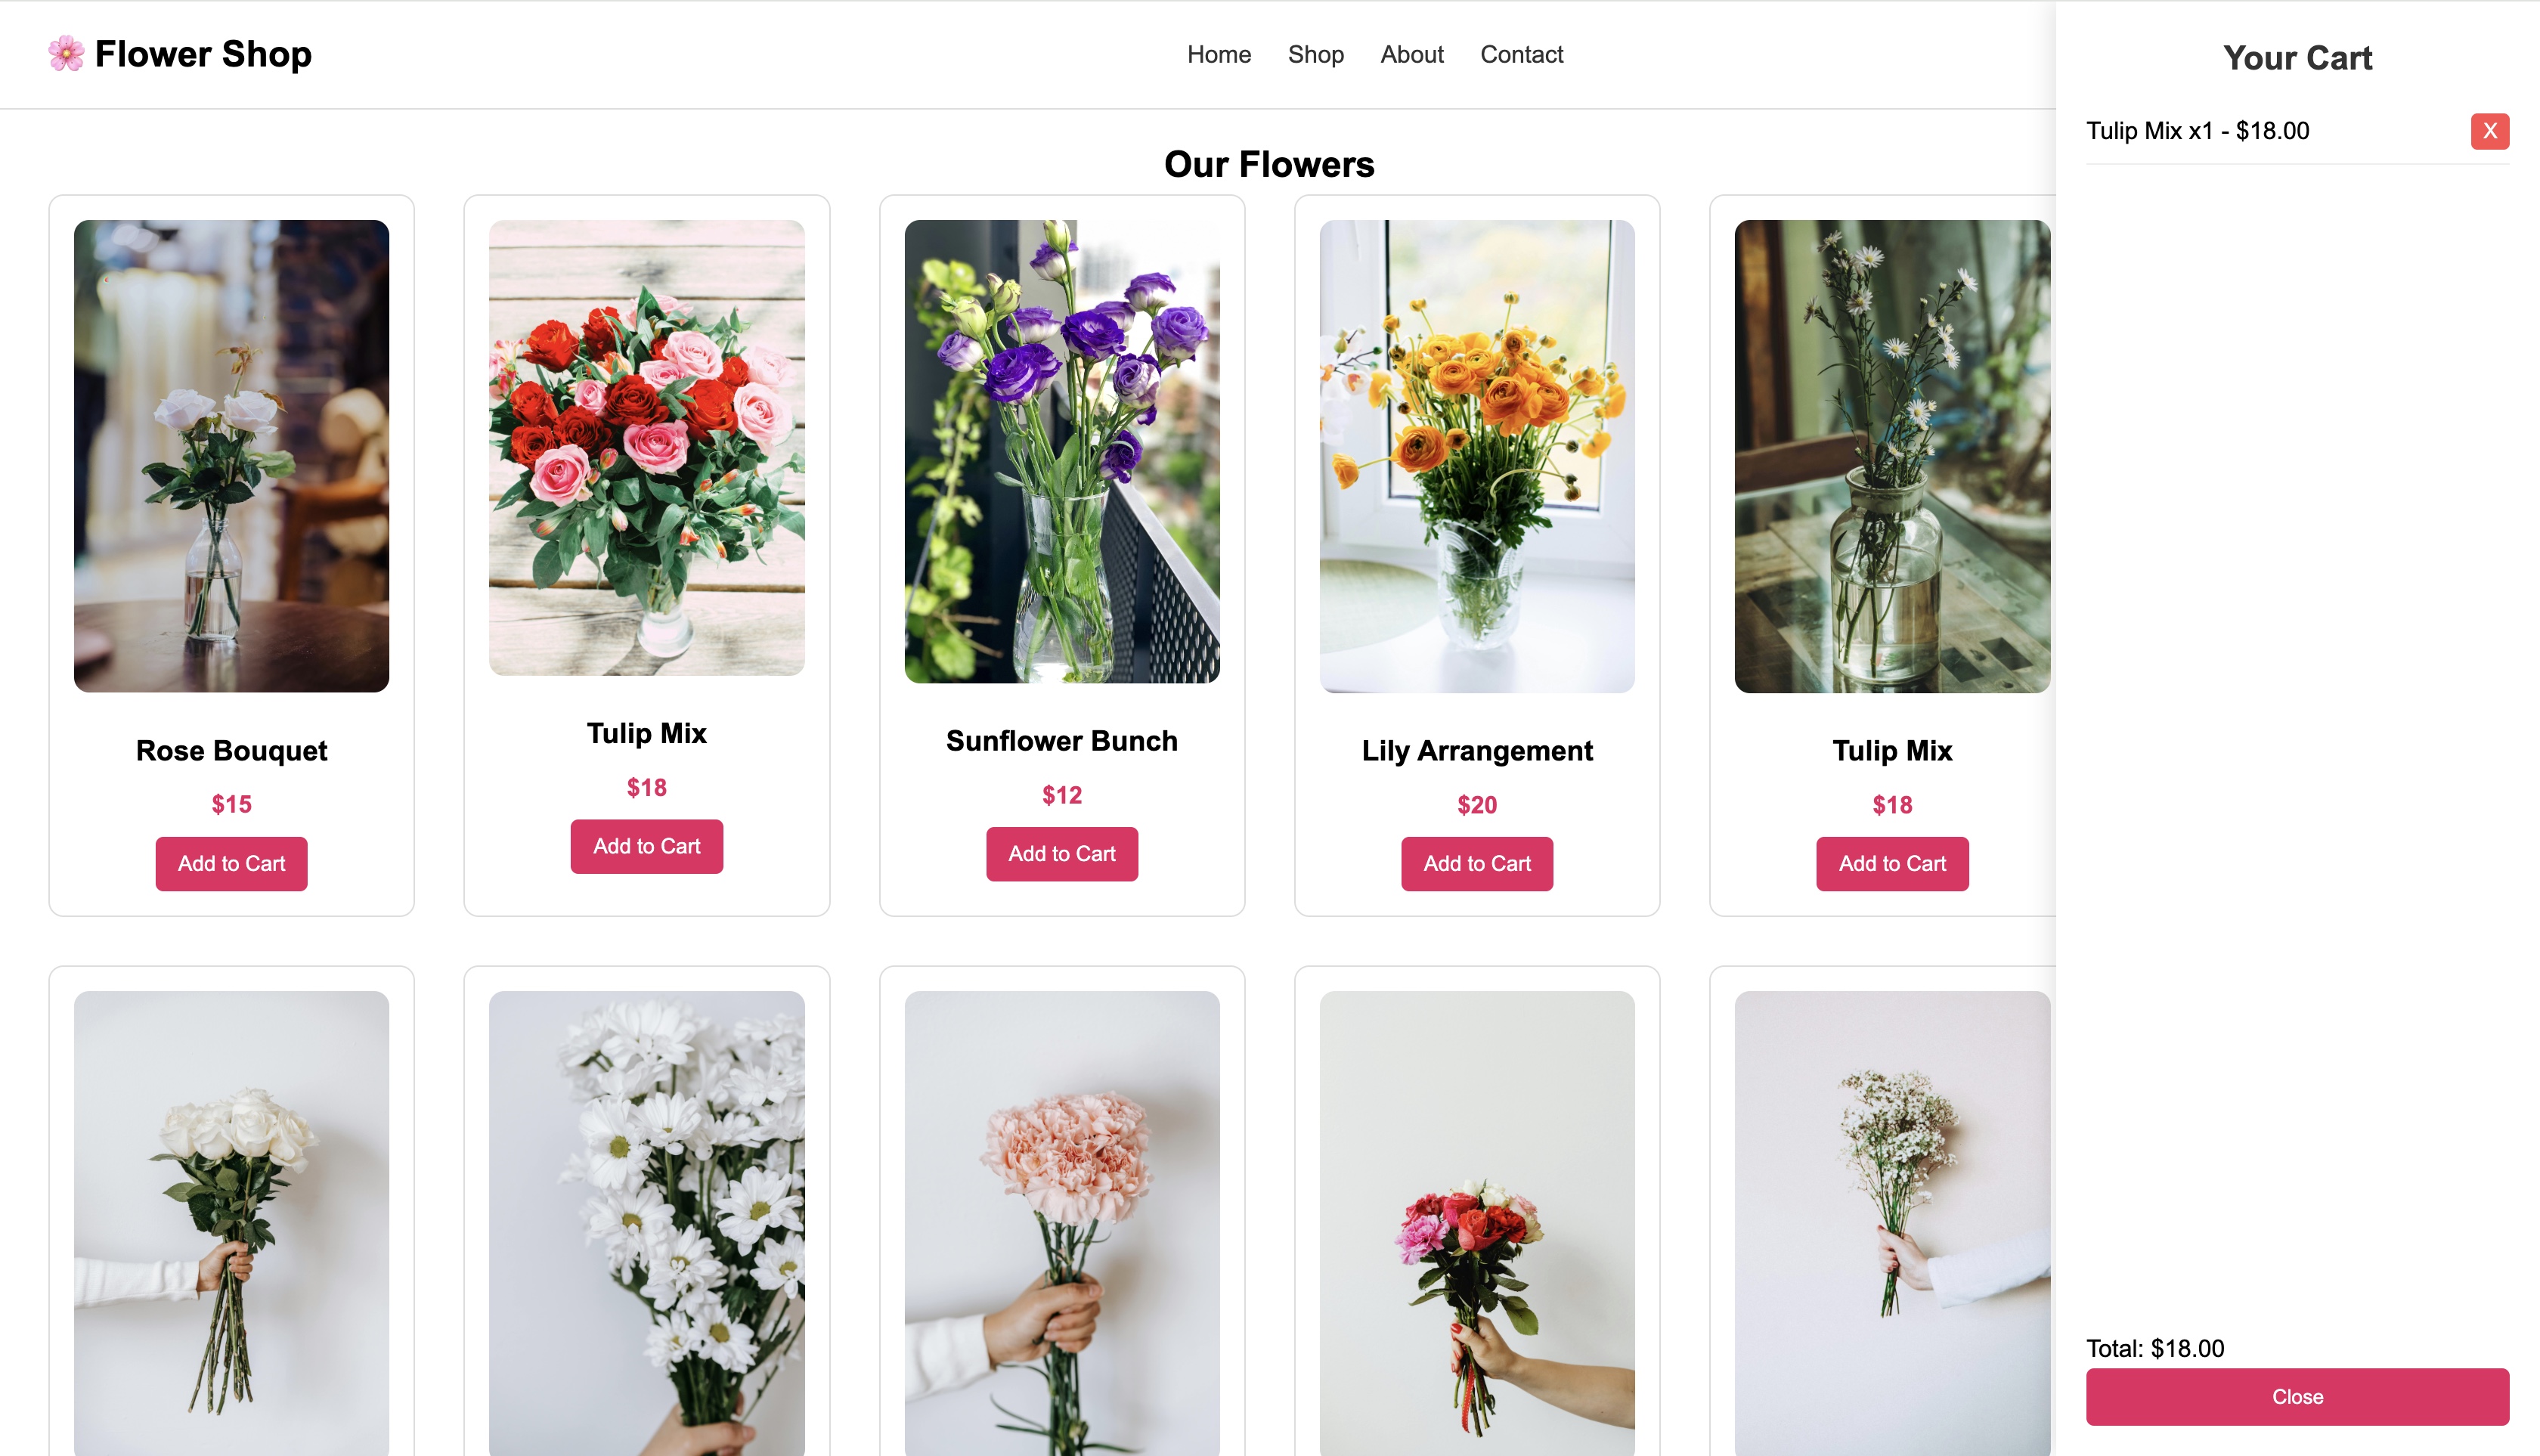 🌸 Flower Shop
Home Shop About Contact
Our Flowers
Rose Bouquet
$15
Add to Cart
Tulip Mix
$18
Add to Cart
Sunflower Bunch
$12
Add to Cart
Lily Arrangement
$20
Add to Cart
Tulip Mix
$18
Add to Cart
Your Cart
Tulip Mix x1 - $18.00 X
Total: $18.00
Close